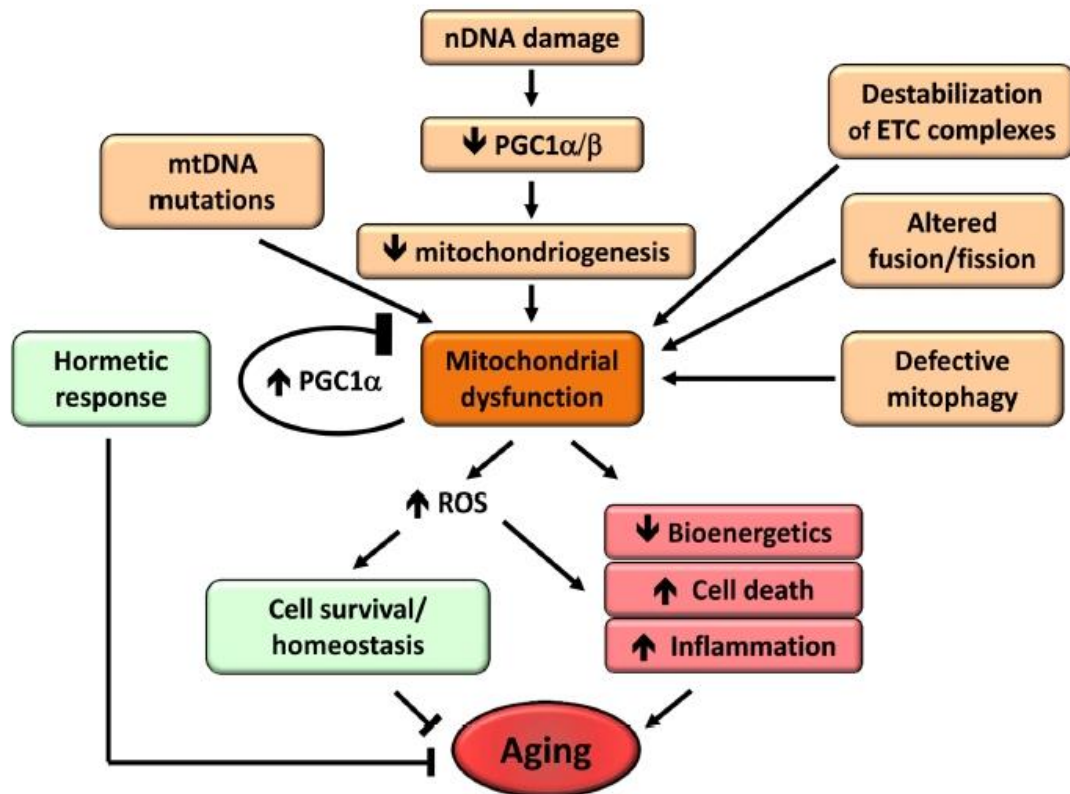 nDNA damage
🡻 PGC1α/β
🡻 mitochondriogenesis
mtDNA
mutations
Destabilization
of ETC complexes
Altered
fusion/fission
Defective
mitophagy
Hormetic
response
🡹 PGC1α
Mitochondrial
dysfunction
🡹 ROS
🡻 Bioenergetics
🡹 Cell death
🡹 Inflammation
Cell survival/
homeostasis
Aging